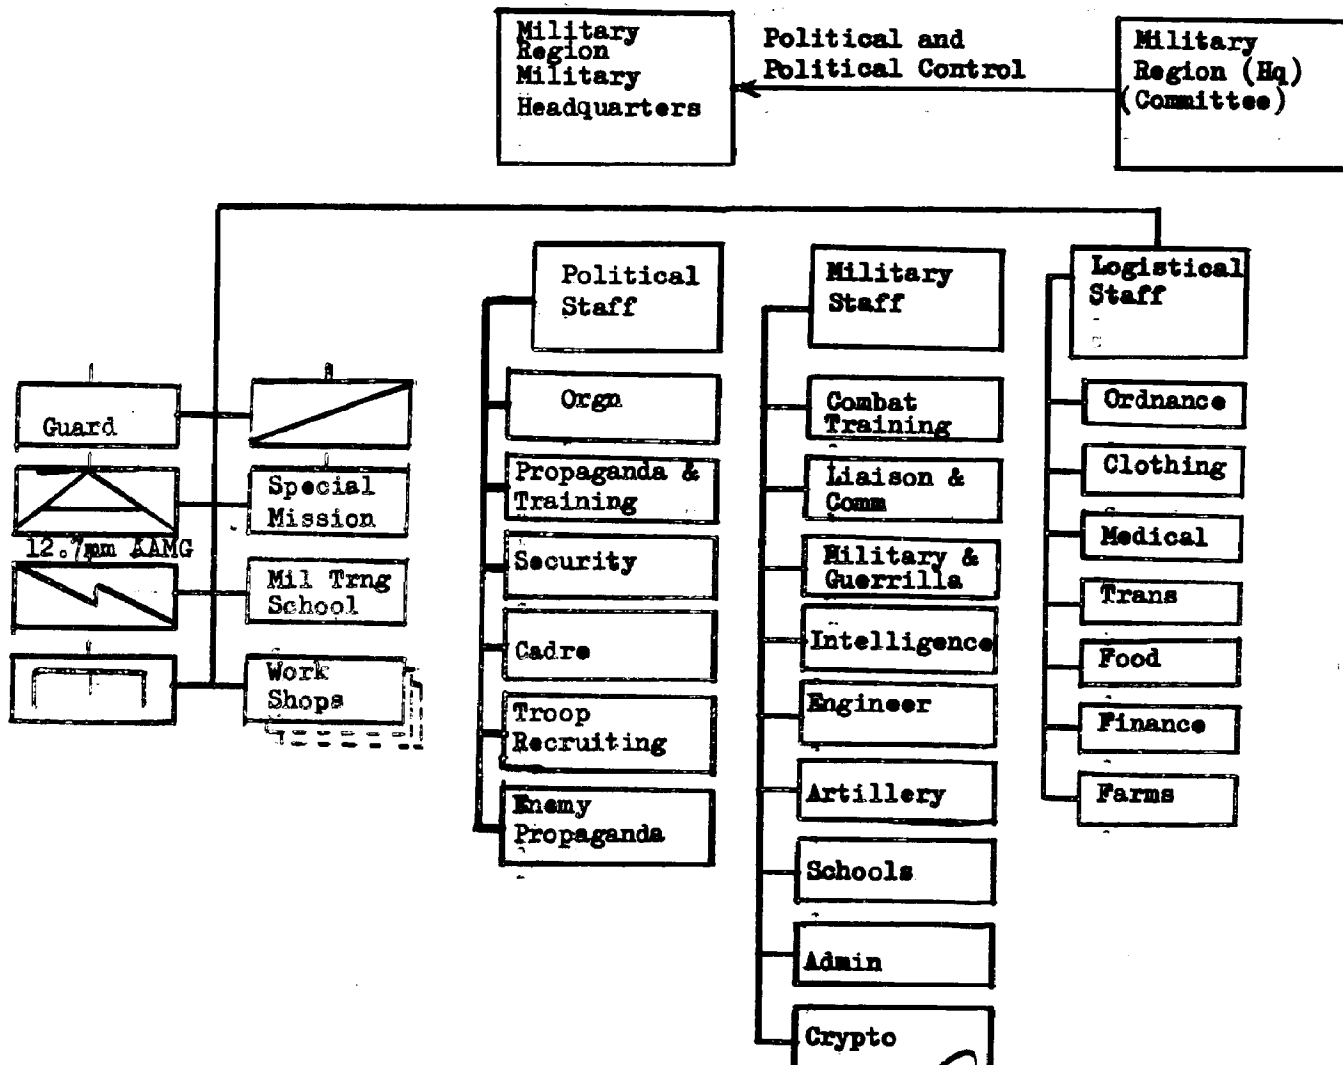 Military
Region
Military
Headquarters
Political and
Political Control
Military
Region (Hq)
(Committee)
Political
Staff
Military
Staff
Logistical
Staff
Guard
Special
Mission
12.7mm AAMG
Mil Trng
School
Work
Shops
Orgn
Propaganda &
Training
Security
Cadre
Troop
Recruiting
Enemy
Propaganda
Combat
Training
Liaison &
Comm
Military &
Guerrilla
Intelligence
Engineer
Artillery
Schools
Admin
Crypto
Ordnance
Clothing
Medical
Trans
Food
Finance
Farms